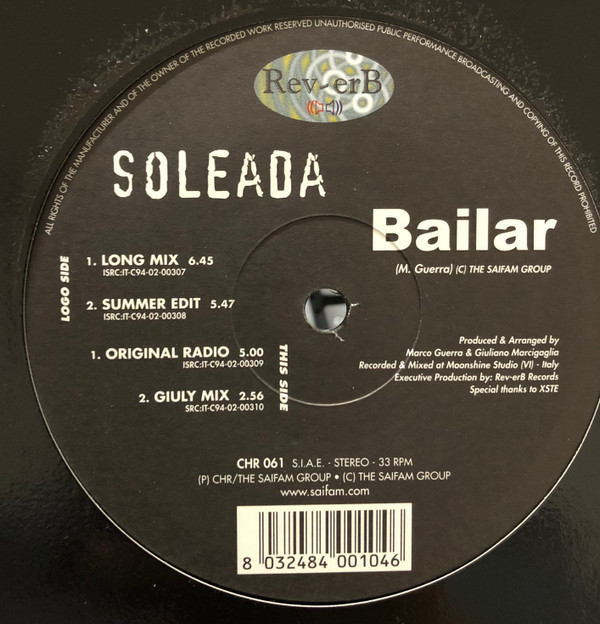 ALL RIGHTS OF THE MANUFACTURER AND OF THE OWNER OF THE RECORDED WORK RESERVED UNAUTHORISED PUBLIC PERFORMANCE BROADCASTING AND COPYING OF THIS RECORD PROHIBITED
Rev-erB
SOLEADA
Bailar
(M. Guerra) (C) THE SAIFAM GROUP
LOGO SIDE
1. LONG MIX 6.45
ISRC:IT-C94-02-00307
2. SUMMER EDIT 5.47
ISRC:IT-C94-02-00308
THIS SIDE
1. ORIGINAL RADIO 5.00
ISRC:IT-C94-02-00309
2. GIULY MIX 2.56
SRC:IT-C94-02-00310
Produced & Arranged by
Marco Guerra & Giuliano Marcigaglia
Recorded & Mixed at Moonshine Studio (VI) - Italy
Executive Production by: Rev-erB Records
Special thanks to XSTE
CHR 061 S.I.A.E. - STEREO - 33 RPM
(P) CHR/THE SAIFAM GROUP • (C) THE SAIFAM GROUP
www.saifam.com
8 032484 001046